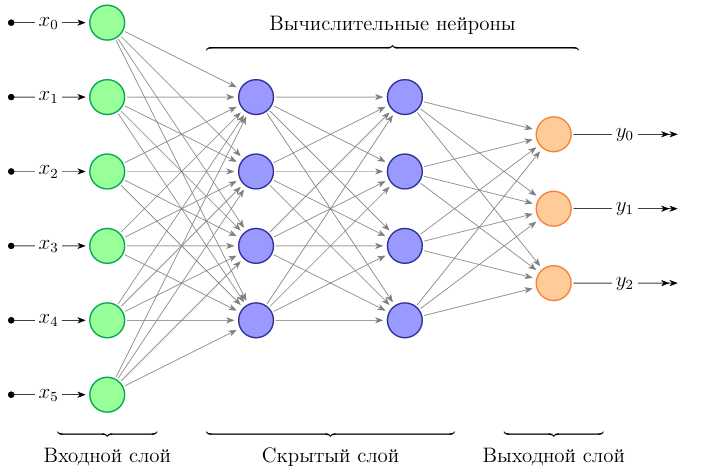 Вычислительные нейроны
x₀
x₁
x₂
x₃
x₄
x₅
y₀
y₁
y₂
Входной слой
Скрытый слой
Выходной слой